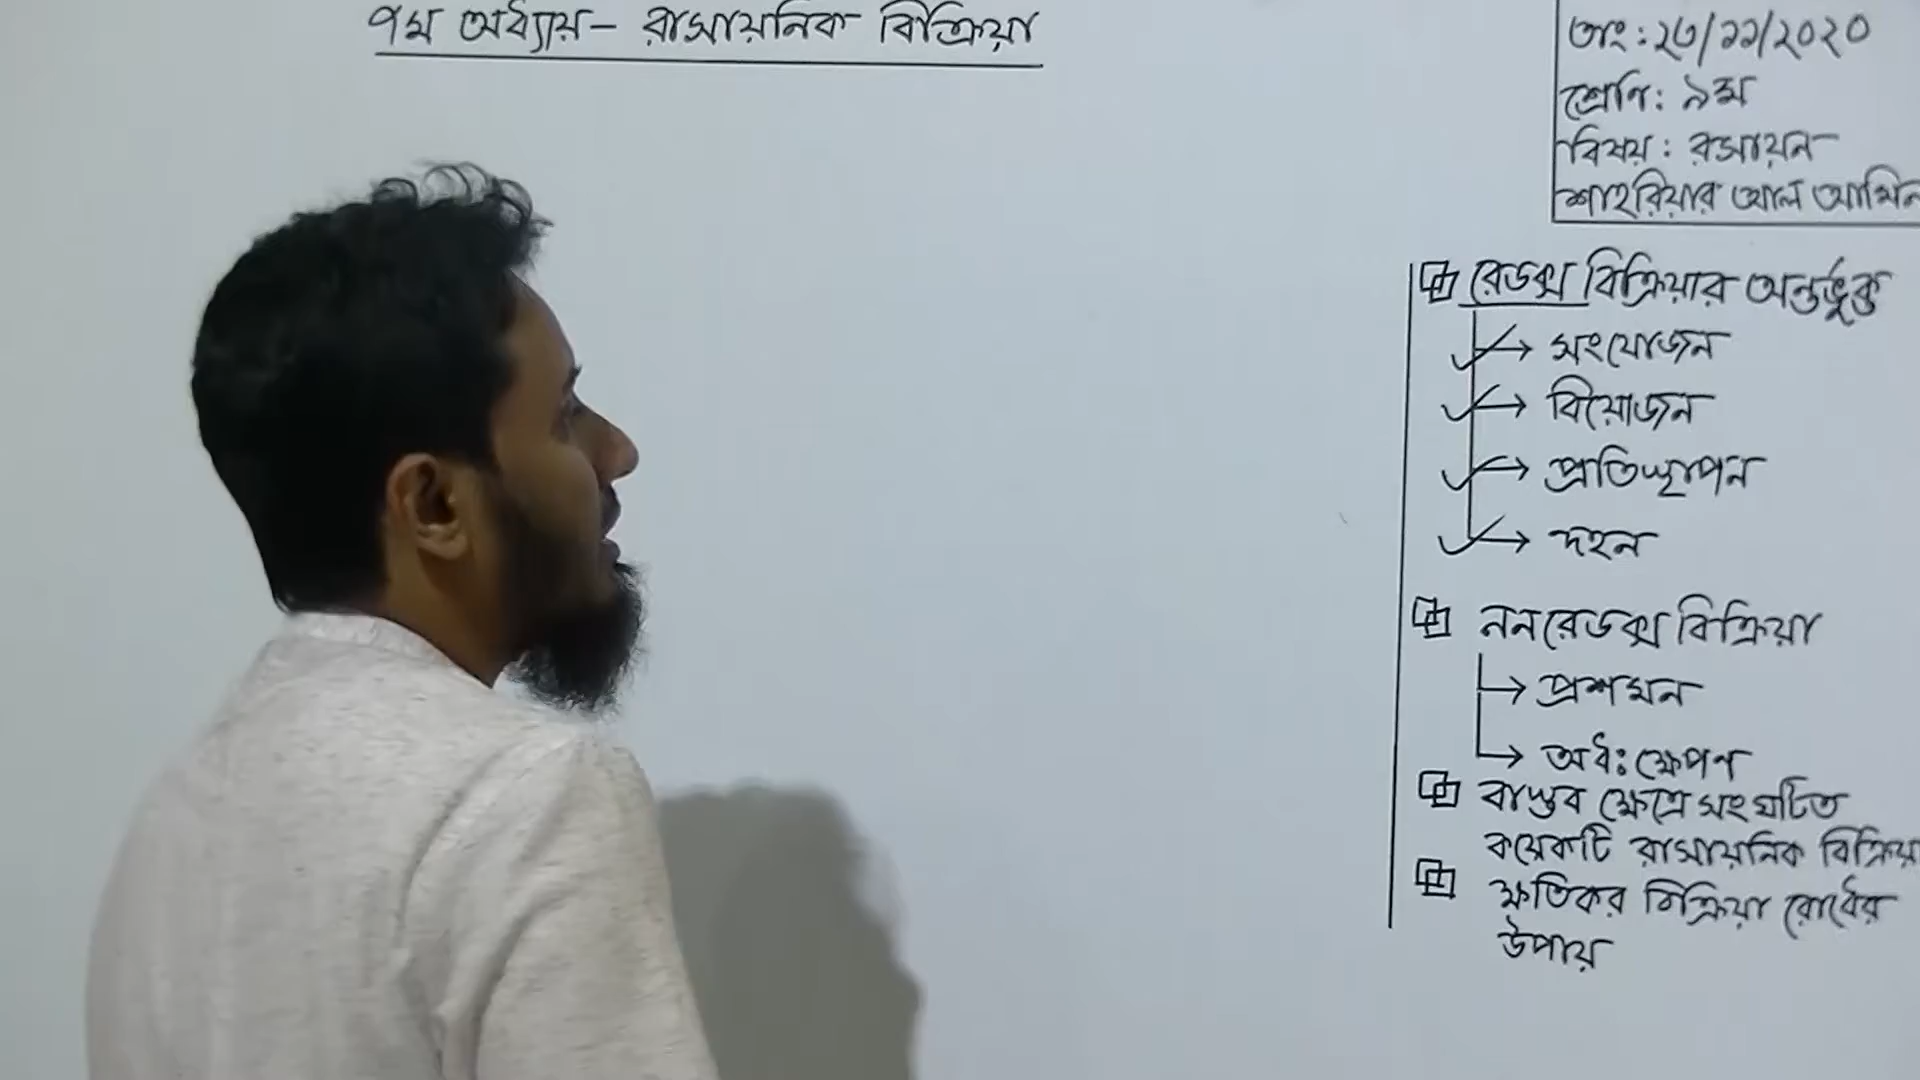 ৭ম অধ্যায়- রাসায়নিক বিক্রিয়া
তাং: ২৩/১১/২০২০
শ্রেণি: ৯ম
বিষয়: রসায়ন
শাহরিয়ার আল আমিন
রেডক্স বিক্রিয়ার অন্তর্ভুক্ত
→ সংযোজন
→ বিয়োজন
→ প্রতিস্থাপন
→ দহন
ননরেডক্স বিক্রিয়া
→ প্রশমন
→ অধঃক্ষেপণ
বাস্তব ক্ষেত্রে সংঘটিত
কয়েকটি রাসায়নিক বিক্রিয়া
ক্ষতিকর বিক্রিয়া রোধের
উপায়